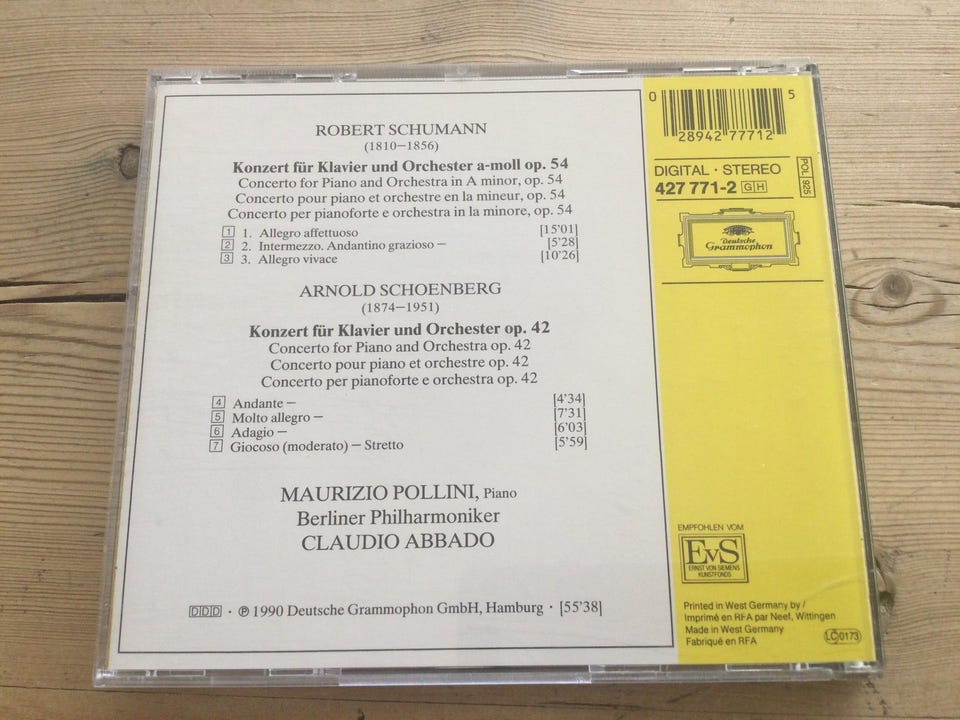 ROBERT SCHUMANN
(1810–1856)
Konzert für Klavier und Orchester a-moll op. 54
Concerto for Piano and Orchestra in A minor, op. 54
Concerto pour piano et orchestre en la mineur, op. 54
Concerto per pianoforte e orchestra in la minore, op. 54
1 1. Allegro affettuoso [15'01]
2 2. Intermezzo. Andantino grazioso – [5'28]
3 3. Allegro vivace [10'26]
ARNOLD SCHOENBERG
(1874–1951)
Konzert für Klavier und Orchester op. 42
Concerto for Piano and Orchestra op. 42
Concerto pour piano et orchestre op. 42
Concerto per pianoforte e orchestra op. 42
4 Andante – [4'34]
5 Molto allegro – [7'31]
6 Adagio – [6'03]
7 Giocoso (moderato) – Stretto [5'59]
MAURIZIO POLLINI, Piano
Berliner Philharmoniker
CLAUDIO ABBADO
DDD · ℗ 1990 Deutsche Grammophon GmbH, Hamburg · [55'38]
0 28942 77712 5
DIGITAL · STEREO
427 771-2 GH
POL 925
Deutsche
Grammophon
EMPFOHLEN VOM
EvS
ERNST VON SIEMENS
KUNSTFONDS
Printed in West Germany by /
Imprimé en RFA par Neef, Wittingen
Made in West Germany
Fabriqué en RFA
LC 0173